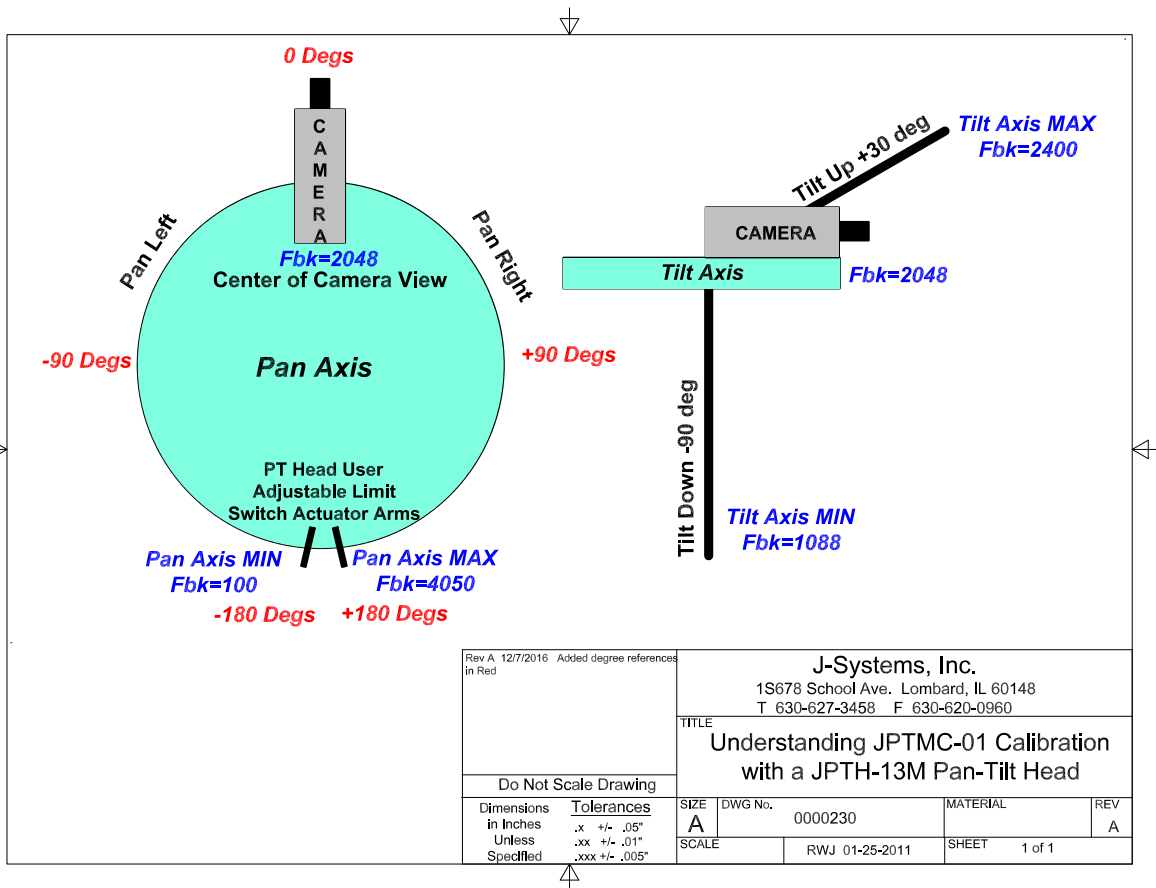 0 Degs
C
A
M
E
R
A
Pan Left
Pan Right
Fbk=2048
Center of Camera View
-90 Degs
+90 Degs
Pan Axis
PT Head User
Adjustable Limit
Switch Actuator Arms
Pan Axis MIN
Fbk=100
Pan Axis MAX
Fbk=4050
-180 Degs
+180 Degs
Tilt Up +30 deg
Tilt Axis MAX
Fbk=2400
CAMERA
Tilt Axis
Fbk=2048
Tilt Down -90 deg
Tilt Axis MIN
Fbk=1088
Rev A 12/7/2016 Added degree references
in Red
Do Not Scale Drawing
Dimensions
in Inches
Unless
Specified
Tolerances
.x +/- .05"
.xx +/- .01"
.xxx +/- .005"
J-Systems, Inc.
1S678 School Ave. Lombard, IL 60148
T 630-627-3458 F 630-620-0960
TITLE
Understanding JPTMC-01 Calibration
with a JPTH-13M Pan-Tilt Head
SIZE
A
DWG No.
0000230
MATERIAL
REV
A
SCALE
RWJ 01-25-2011
SHEET 1 of 1